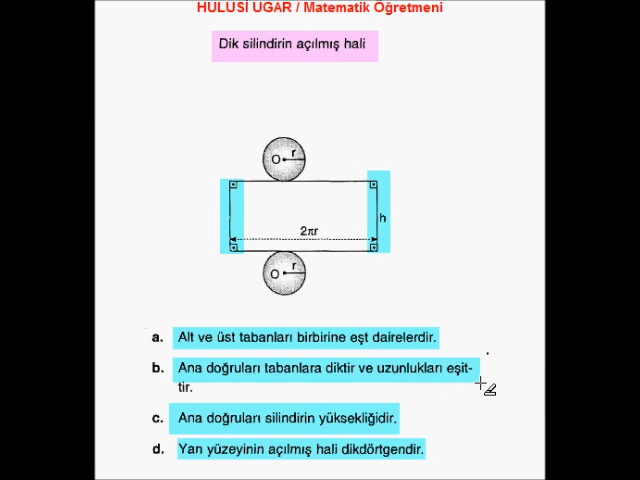 HULUSİ UGAR / Matematik Öğretmeni
Dik silindirin açılmış hali
O r
h
2πr
O r
a. Alt ve üst tabanları birbirine eşt dairelerdir.
b. Ana doğruları tabanlara diktir ve uzunlukları eşit-
tir.
c. Ana doğruları silindirin yüksekliğidir.
d. Yan yüzeyinin açılmış hali dikdörtgendir.